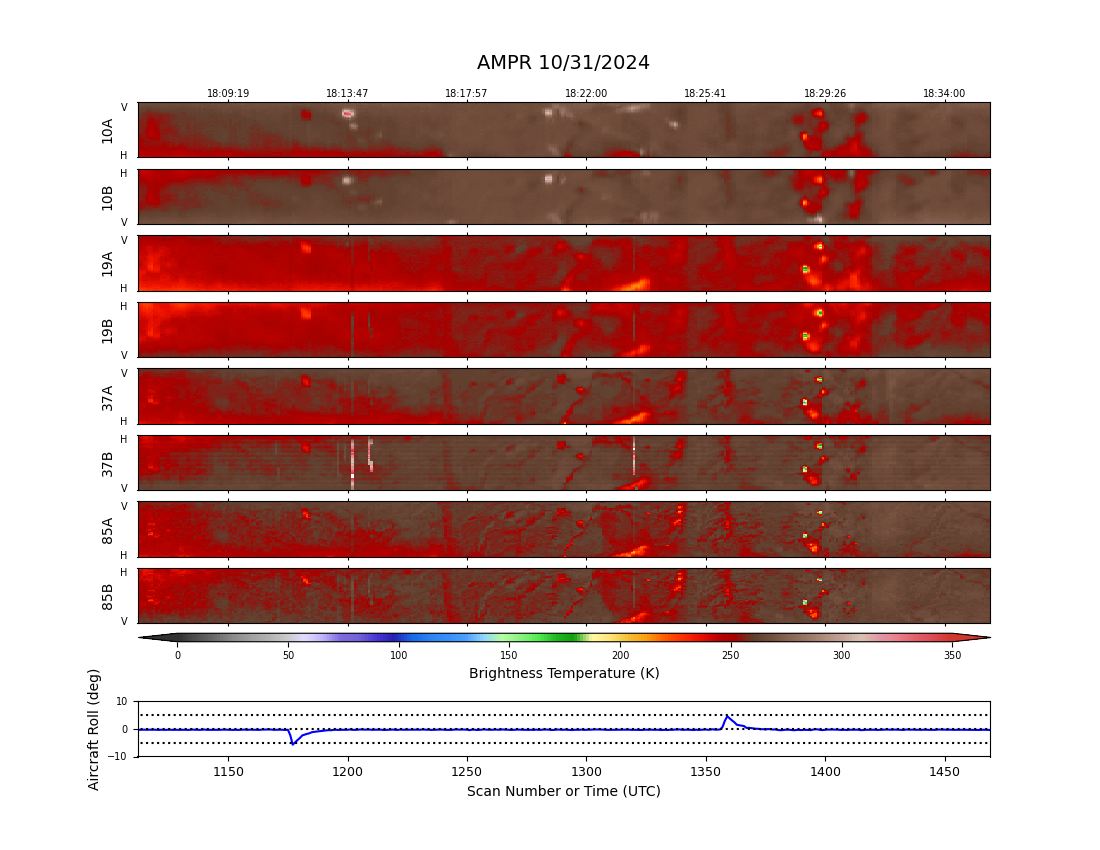 AMPR 10/31/2024
18:09:19 18:13:47 18:17:57 18:22:00 18:25:41 18:29:26 18:34:00
V
10A
H
H
10B
V
V
19A
H
H
19B
V
V
37A
H
H
37B
V
V
85A
H
H
85B
V
0 50 100 150 200 250 300 350
Brightness Temperature (K)
Aircraft Roll (deg)
10
0
−10
1150 1200 1250 1300 1350 1400 1450
Scan Number or Time (UTC)